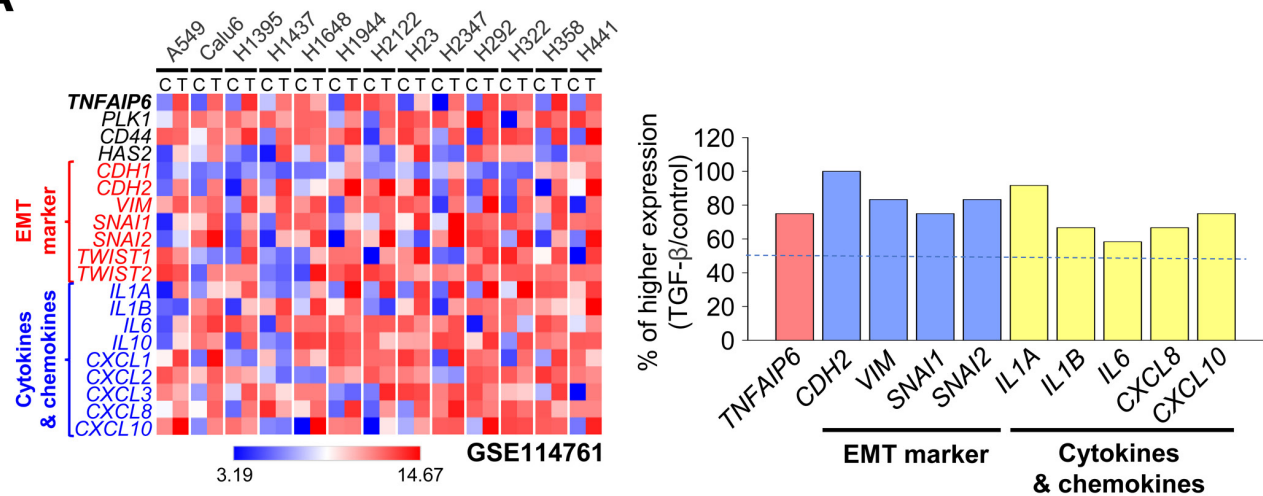 A
A549 Calu6 H1395 H1437 H1648 H1944 H2122 H23 H2347 H292 H322 H358 H441
C T C T C T C T C T C T C T C T C T C T C T C T C T
TNFAIP6
PLK1
CD44
HAS2
EMT
marker
CDH1
CDH2
VIM
SNAI1
SNAI2
TWIST1
TWIST2
Cytokines
& chemokines
IL1A
IL1B
IL6
IL10
CXCL1
CXCL2
CXCL3
CXCL8
CXCL10
3.19 14.67
GSE114761
% of higher expression
(TGF-β/control)
120
100
80
60
40
20
0
TNFAIP6 CDH2 VIM SNAI1 SNAI2 IL1A IL1B IL6 CXCL8 CXCL10
EMT marker
Cytokines
& chemokines